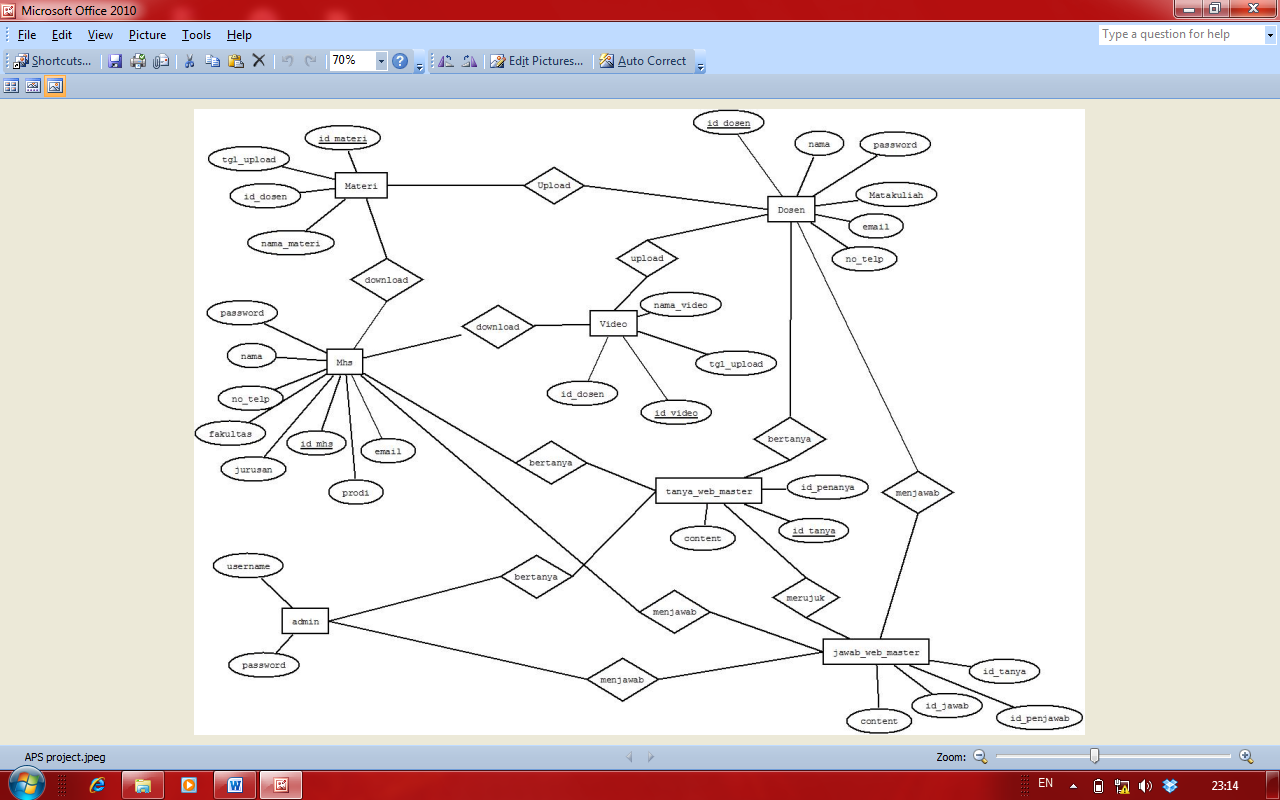 Microsoft Office 2010
File Edit View Picture Tools Help
Type a question for help
Shortcuts...
70%
Edit Pictures...
Auto Correct
id_dosen
id_materi
nama
password
tgl_upload
Materi
Upload
Matakuliah
id_dosen
Dosen
email
nama_materi
upload
no_telp
download
nama_video
password
download
Video
nama
Mhs
tgl_upload
id_dosen
no_telp
id_video
fakultas
id_mhs
email
bertanya
jurusan
bertanya
prodi
tanya_web_master
id_penanya
menjawab
content
id_tanya
username
bertanya
merujuk
admin
menjawab
jawab_web_master
password
menjawab
id_tanya
id_jawab
content
id_penjawab
APS project.jpeg
Zoom:
EN
23:14